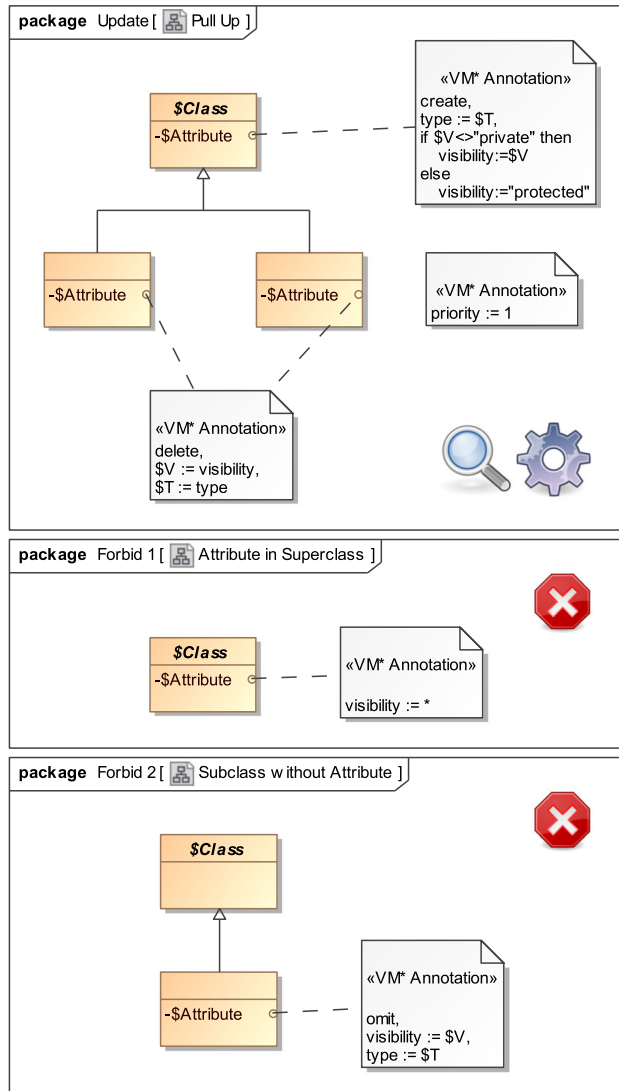 package Update [ Pull Up ]
$Class
-$Attribute
«VM* Annotation»
create,
type := $T,
if $V<>"private" then
visibility:=$V
else
visibility:="protected"
-$Attribute
-$Attribute
«VM* Annotation»
priority := 1
«VM* Annotation»
delete,
$V := visibility,
$T := type
package Forbid 1 [ Attribute in Superclass ]
$Class
-$Attribute
«VM* Annotation»
visibility := *
package Forbid 2 [ Subclass without Attribute ]
$Class
-$Attribute
«VM* Annotation»
omit,
visibility := $V,
type := $T